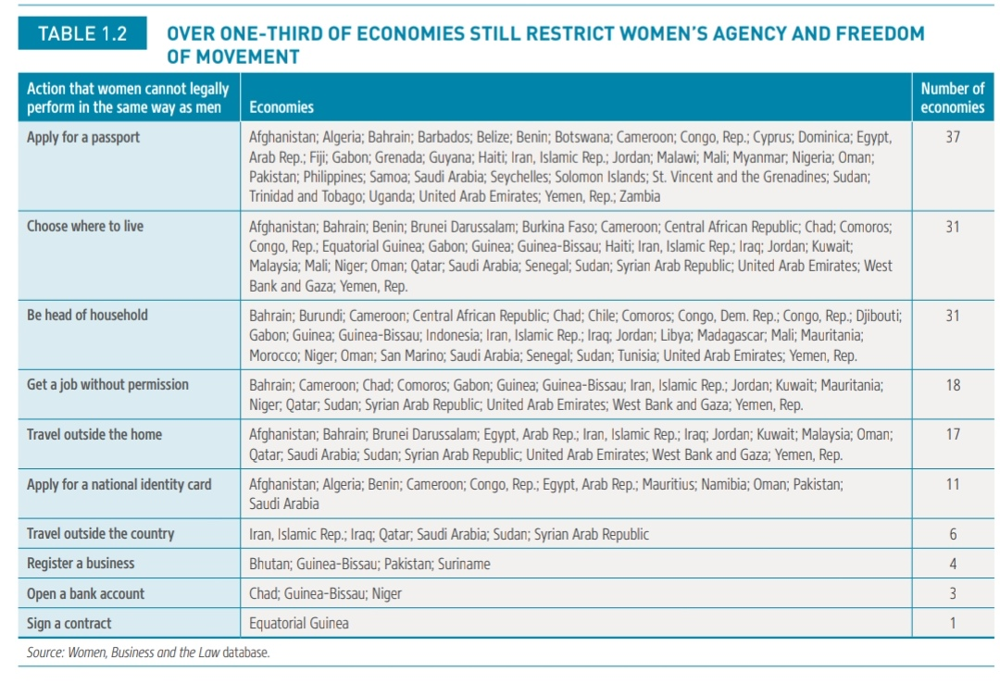 TABLE 1.2
OVER ONE-THIRD OF ECONOMIES STILL RESTRICT WOMEN'S AGENCY AND FREEDOM
OF MOVEMENT
Action that women cannot legally
perform in the same way as men
Economies
Number of
economies
Apply for a passport
Afghanistan; Algeria; Bahrain; Barbados; Belize; Benin; Botswana; Cameroon; Congo, Rep.; Cyprus; Dominica; Egypt,
Arab Rep.; Fiji; Gabon; Grenada; Guyana; Haiti; Iran, Islamic Rep.; Jordan; Malawi; Mali; Myanmar; Nigeria; Oman;
Pakistan; Philippines; Samoa; Saudi Arabia; Seychelles; Solomon Islands; St. Vincent and the Grenadines; Sudan;
Trinidad and Tobago; Uganda; United Arab Emirates; Yemen, Rep.; Zambia
37
Choose where to live
Afghanistan; Bahrain; Benin; Brunei Darussalam; Burkina Faso; Cameroon; Central African Republic; Chad; Comoros;
Congo, Rep.; Equatorial Guinea; Gabon; Guinea; Guinea-Bissau; Haiti; Iran, Islamic Rep.; Iraq; Jordan; Kuwait;
Malaysia; Mali; Niger; Oman; Qatar; Saudi Arabia; Senegal; Sudan; Syrian Arab Republic; United Arab Emirates; West
Bank and Gaza; Yemen, Rep.
31
Be head of household
Bahrain; Burundi; Cameroon; Central African Republic; Chad; Chile; Comoros; Congo, Dem. Rep.; Congo, Rep.; Djibouti;
Gabon; Guinea; Guinea-Bissau; Indonesia; Iran, Islamic Rep.; Iraq; Jordan; Libya; Madagascar; Mali; Mauritania;
Morocco; Niger; Oman; San Marino; Saudi Arabia; Senegal; Sudan; Tunisia; United Arab Emirates; Yemen, Rep.
31
Get a job without permission
Bahrain; Cameroon; Chad; Comoros; Gabon; Guinea; Guinea-Bissau; Iran, Islamic Rep.; Jordan; Kuwait; Mauritania;
Niger; Qatar; Sudan; Syrian Arab Republic; United Arab Emirates; West Bank and Gaza; Yemen, Rep.
18
Travel outside the home
Afghanistan; Bahrain; Brunei Darussalam; Egypt, Arab Rep.; Iran, Islamic Rep.; Iraq; Jordan; Kuwait; Malaysia; Oman;
Qatar; Saudi Arabia; Sudan; Syrian Arab Republic; United Arab Emirates; West Bank and Gaza; Yemen, Rep.
17
Apply for a national identity card
Afghanistan; Algeria; Benin; Cameroon; Congo, Rep.; Egypt, Arab Rep.; Mauritius; Namibia; Oman; Pakistan;
Saudi Arabia
11
Travel outside the country
Iran, Islamic Rep.; Iraq; Qatar; Saudi Arabia; Sudan; Syrian Arab Republic
6
Register a business
Bhutan; Guinea-Bissau; Pakistan; Suriname
4
Open a bank account
Chad; Guinea-Bissau; Niger
3
Sign a contract
Equatorial Guinea
1
Source: Women, Business and the Law database.